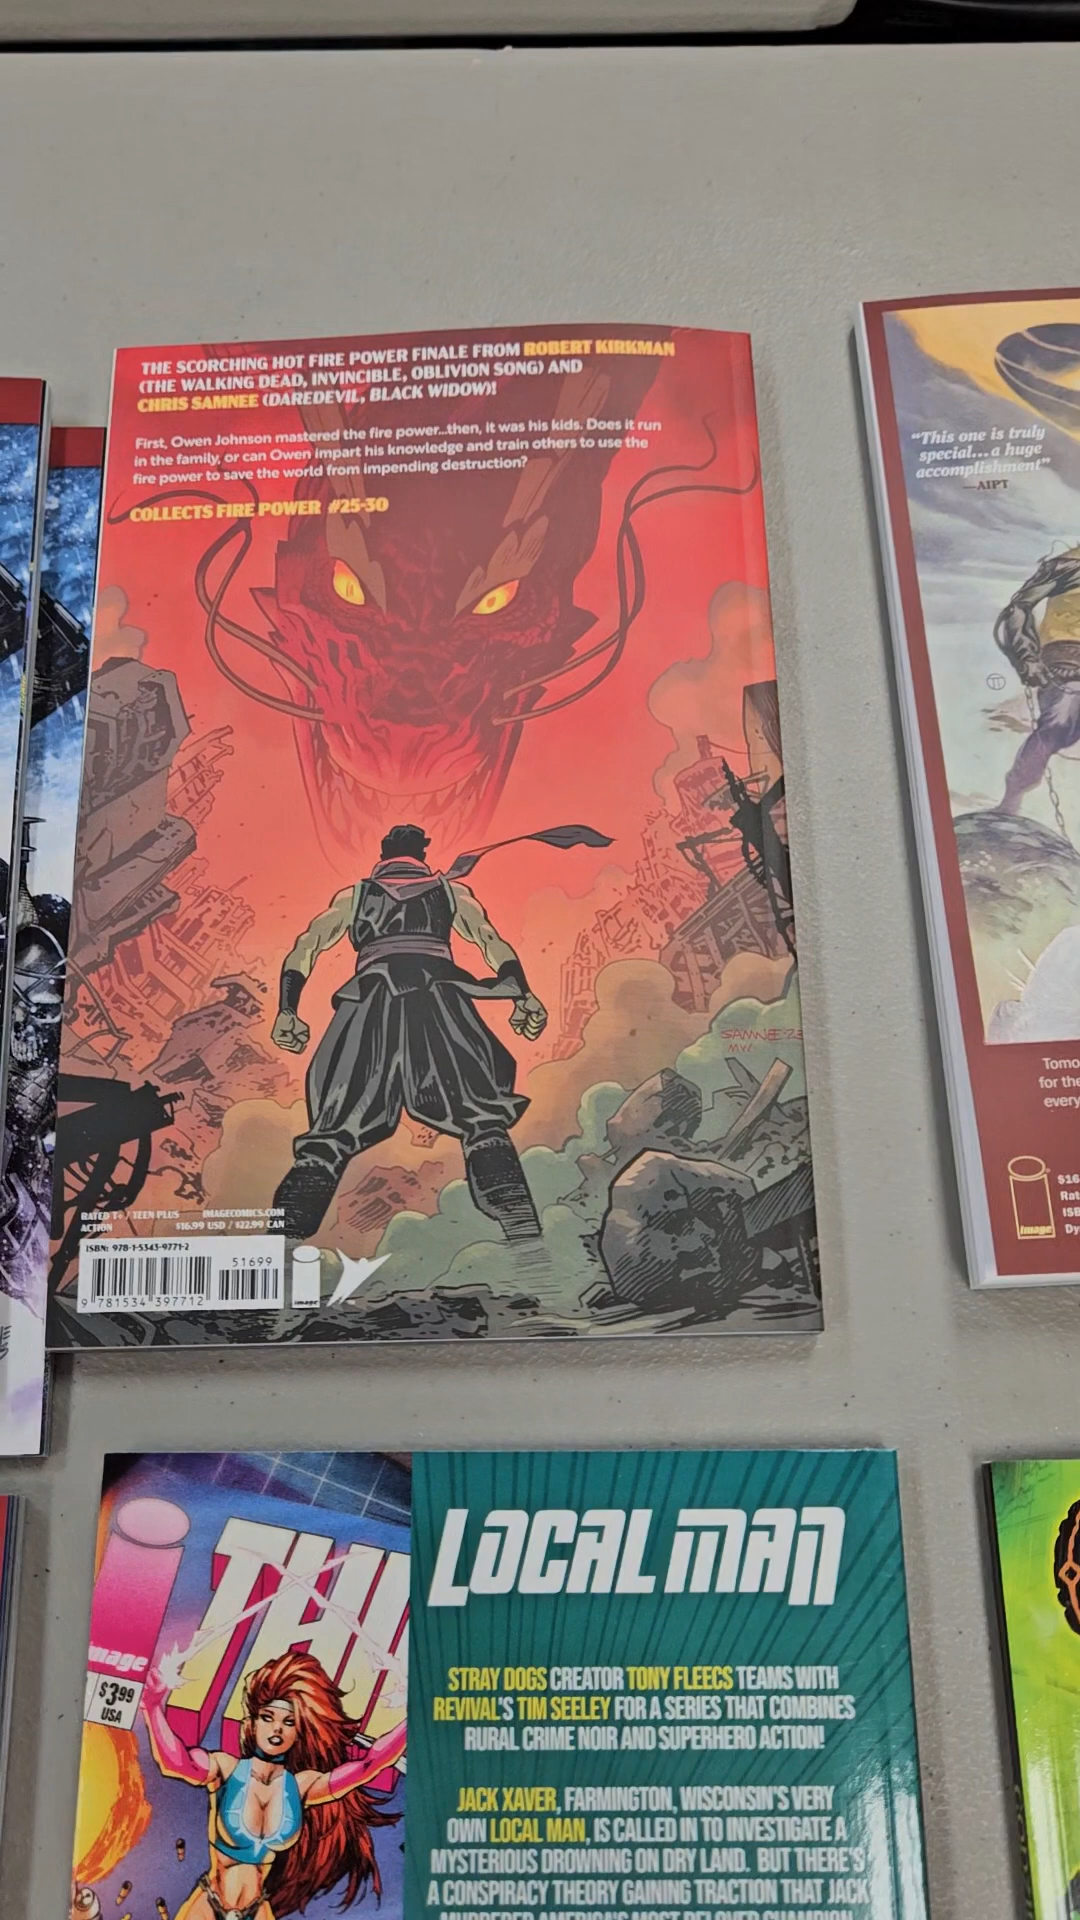 THE SCORCHING HOT FIRE POWER FINALE FROM ROBERT KIRKMAN
(THE WALKING DEAD, INVINCIBLE, OBLIVION SONG) AND
CHRIS SAMNEE (DAREDEVIL, BLACK WIDOW)!
First, Owen Johnson mastered the fire power...then, it was his kids. Does it run
in the family, or can Owen impart his knowledge and train others to use the
fire power to save the world from impending destruction?
COLLECTS FIRE POWER #25-30
SAMNEE '23
RATED T+ / TEEN PLUS IMAGECOMICS.COM
ACTION $16.99 USD / $22.99 CAN
ISBN: 978-1-5343-9771-2
51699
9 781534 397712
image
"This one is truly
special...a huge
accomplishment"
—AIPT
Tomo
for the
every
$16
Rat
ISB
Dy
image
image
$3.99
USA
THI
LOCAL MAN
STRAY DOGS CREATOR TONY FLEECS TEAMS WITH
REVIVAL'S TIM SEELEY FOR A SERIES THAT COMBINES
RURAL CRIME NOIR AND SUPERHERO ACTION!
JACK XAVER, FARMINGTON, WISCONSIN'S VERY
OWN LOCAL MAN, IS CALLED IN TO INVESTIGATE A
MYSTERIOUS DROWNING ON DRY LAND. BUT THERE'S
A CONSPIRACY THEORY GAINING TRACTION THAT JACK
MURDERED AMERICA'S MOST BELOVED CHAMPION